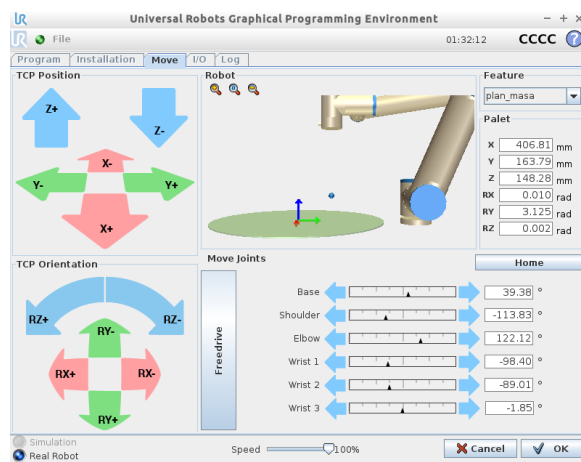 UR Universal Robots Graphical Programming Environment
UR File 01:32:12 CCCC ?
Program Installation Move I/O Log
TCP Position
Z+ Z-
X-
Y- Y+
X+
Robot
Feature
plan_masa
Palet
X 406.81 mm
Y 163.79 mm
Z 148.28 mm
RX 0.010 rad
RY 3.125 rad
RZ 0.002 rad
TCP Orientation
RZ+ RZ-
RY-
RX+ RX-
RY+
Freedrive
Move Joints
Home
Base 39.38 °
Shoulder -113.83 °
Elbow 122.12 °
Wrist 1 -98.40 °
Wrist 2 -89.01 °
Wrist 3 -1.85 °
Simulation
Real Robot
Speed 100%
Cancel OK